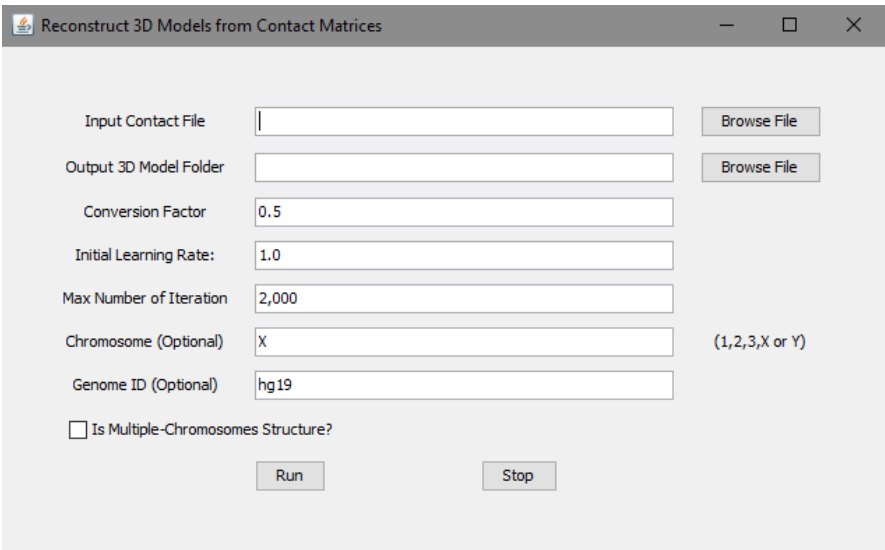 Reconstruct 3D Models from Contact Matrices
Input Contact File Browse File
Output 3D Model Folder Browse File
Conversion Factor 0.5
Initial Learning Rate: 1.0
Max Number of Iteration 2,000
Chromosome (Optional) X (1,2,3,X or Y)
Genome ID (Optional) hg19
Is Multiple-Chromosomes Structure?
Run Stop